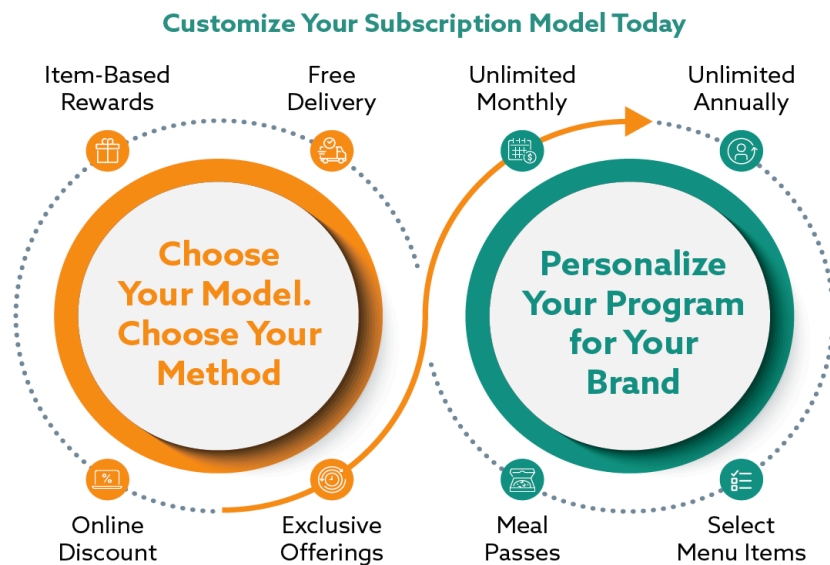 Customize Your Subscription Model Today
Item-Based
Rewards
Free
Delivery
Unlimited
Monthly
Unlimited
Annually
Choose
Your Model.
Choose Your
Method
Personalize
Your Program
for Your
Brand
Online
Discount
Exclusive
Offerings
Meal
Passes
Select
Menu Items